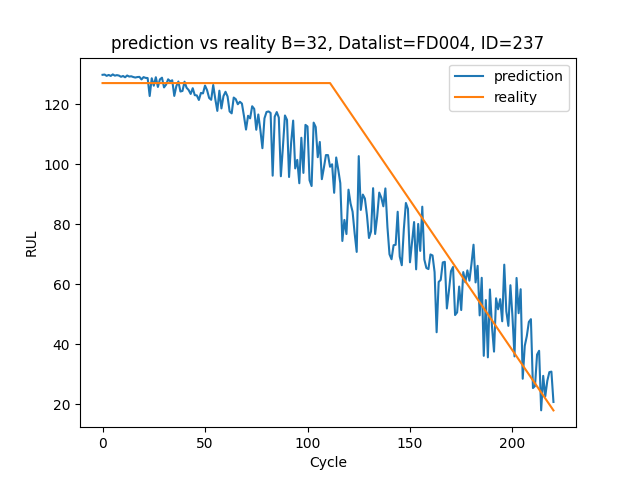 prediction vs reality B=32, Datalist=FD004, ID=237
prediction
reality
RUL
120
100
80
60
40
20
0
50
100
150
200
Cycle